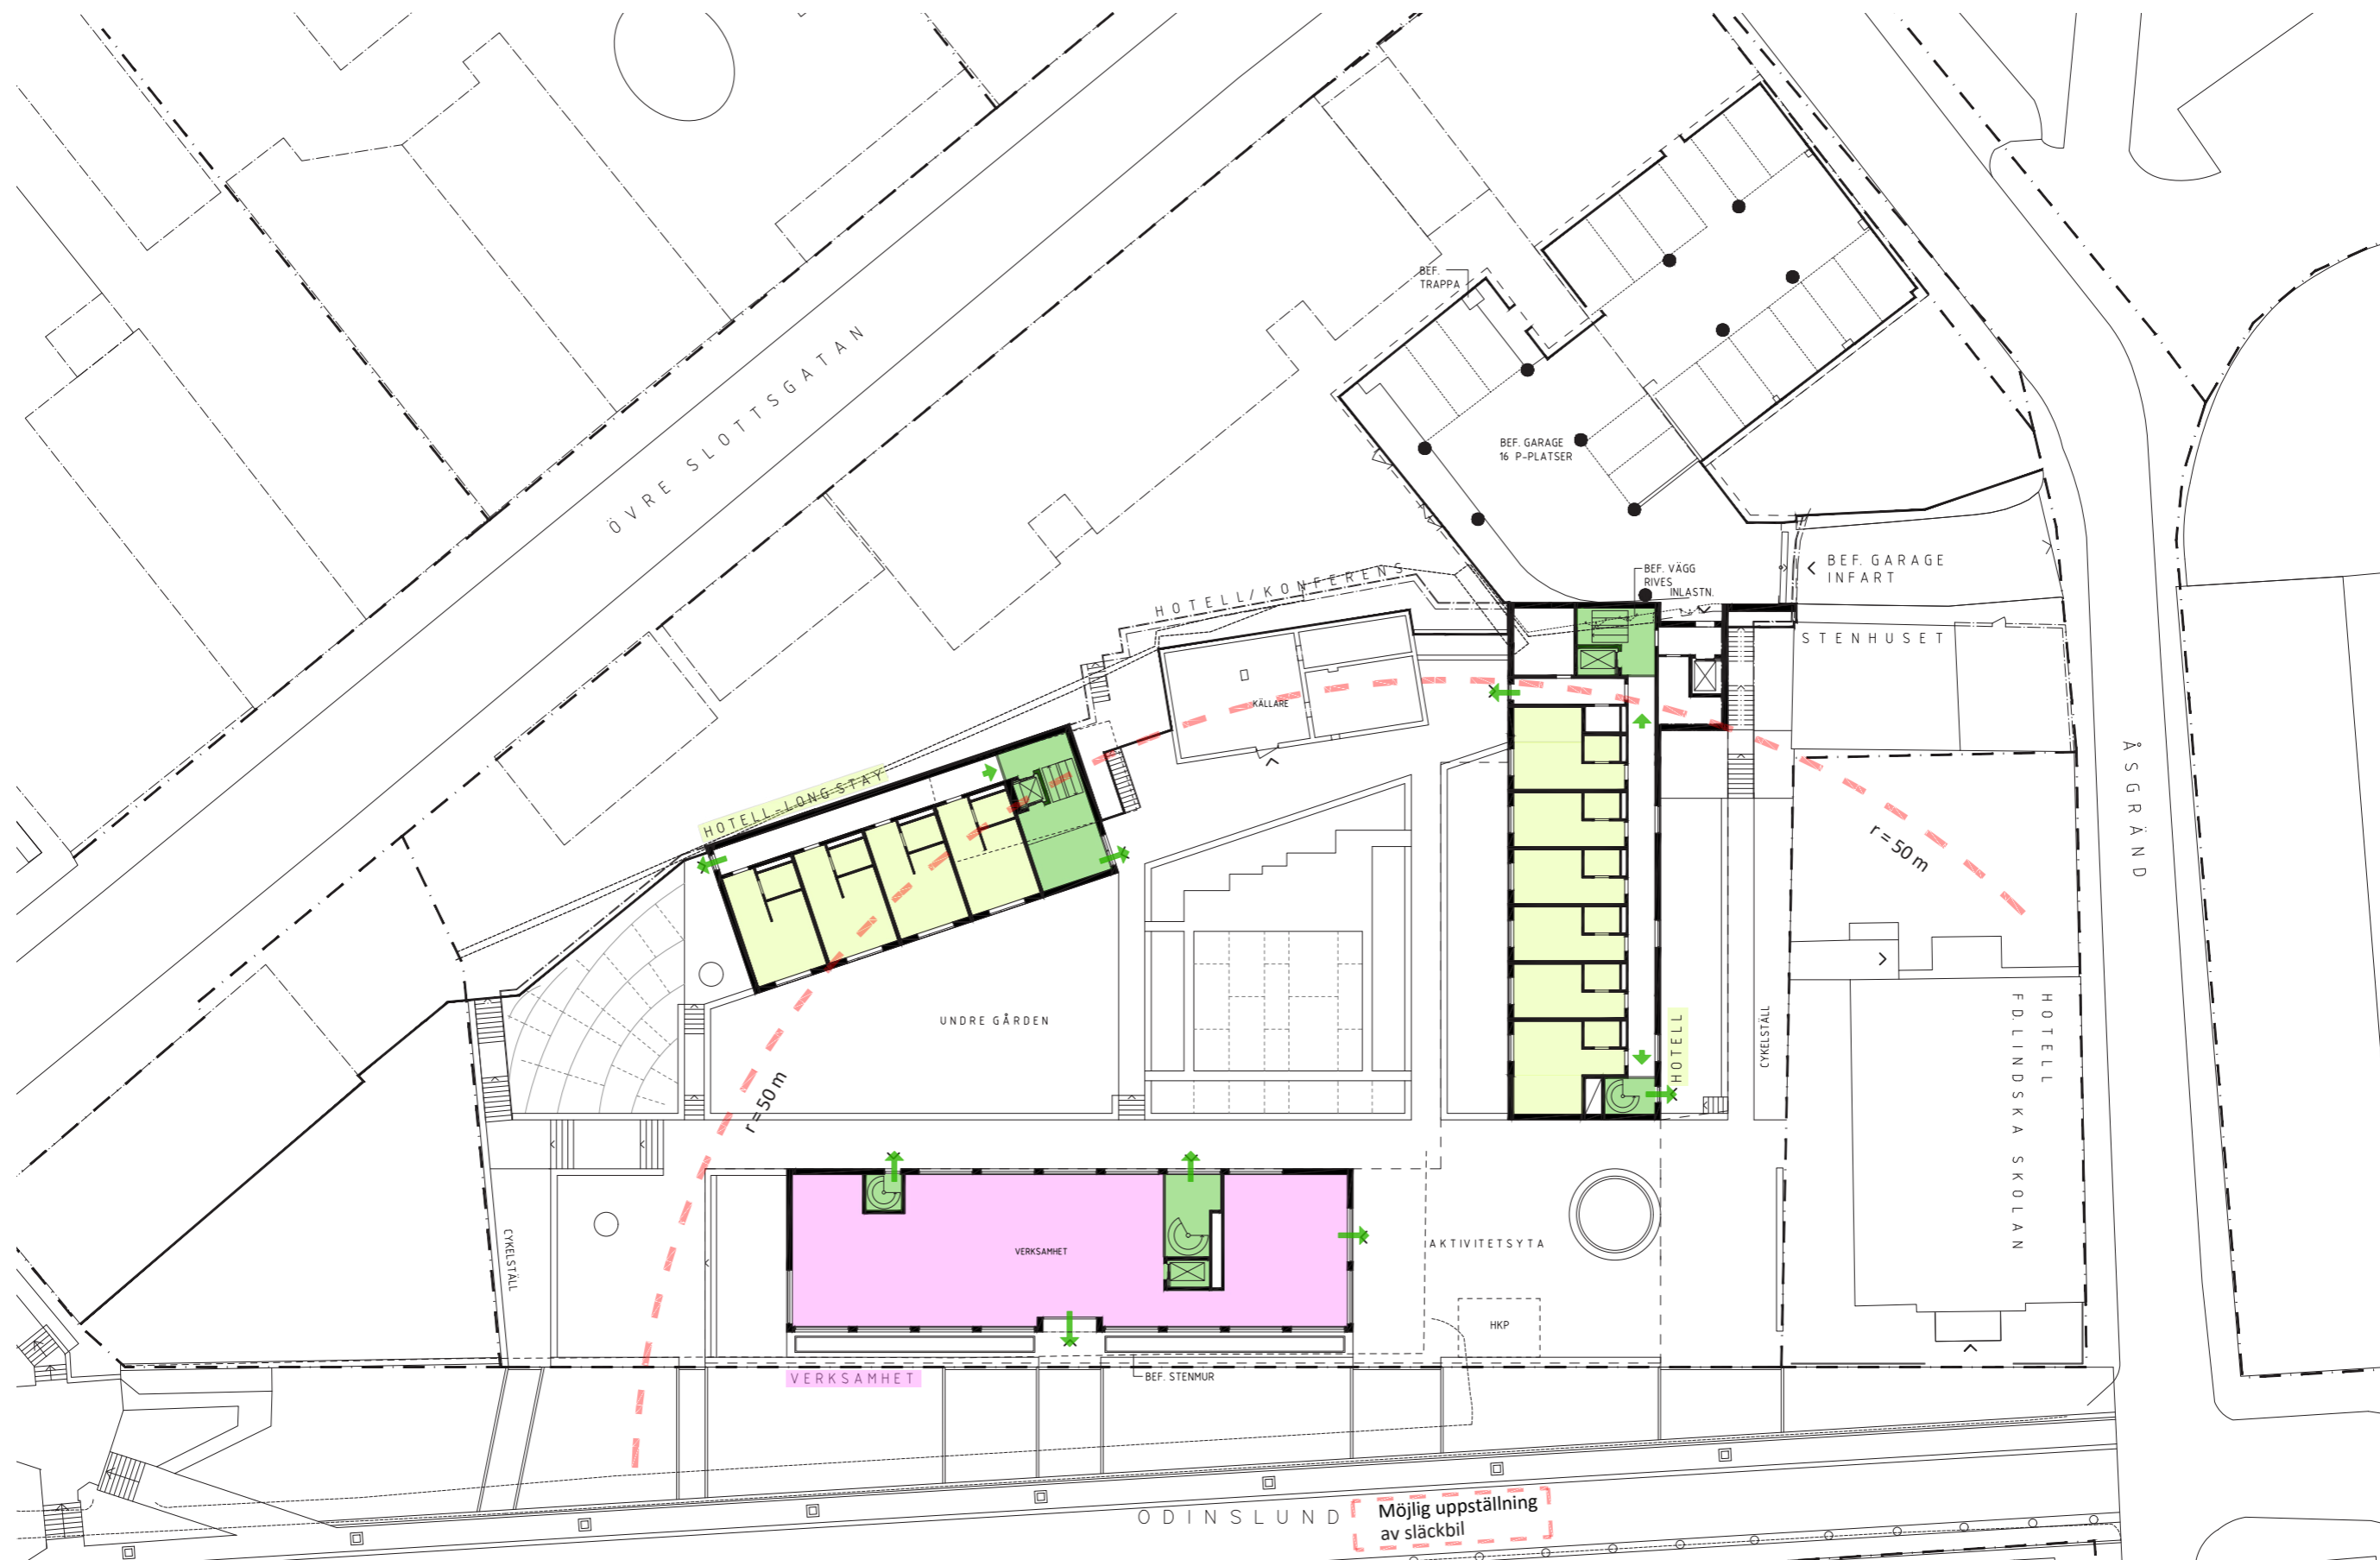 ÖVRE SLOTTSGATAN
BEF.
TRAPPA
BEF. GARAGE
16 P-PLATSER
BEF. GARAGE
INFART
BEF. VÄGG
RIVES
INLASTN.
HOTELL/KONFERENS
STENHUSET
KÄLLARE
HOTELL-LONGSTAY
ÅSGRÄND
r = 50 m
UNDRE GÅRDEN
HOTELL
CYKELSTÄLL
HOTELL
FD.LINDSKA SKOLAN
r = 50 m
CYKELSTÄLL
VERKSAMHET
AKTIVITETSYTA
HKP
VERKSAMHET
BEF. STENMUR
ODINSLUND
Möjlig uppställning
av släckbil